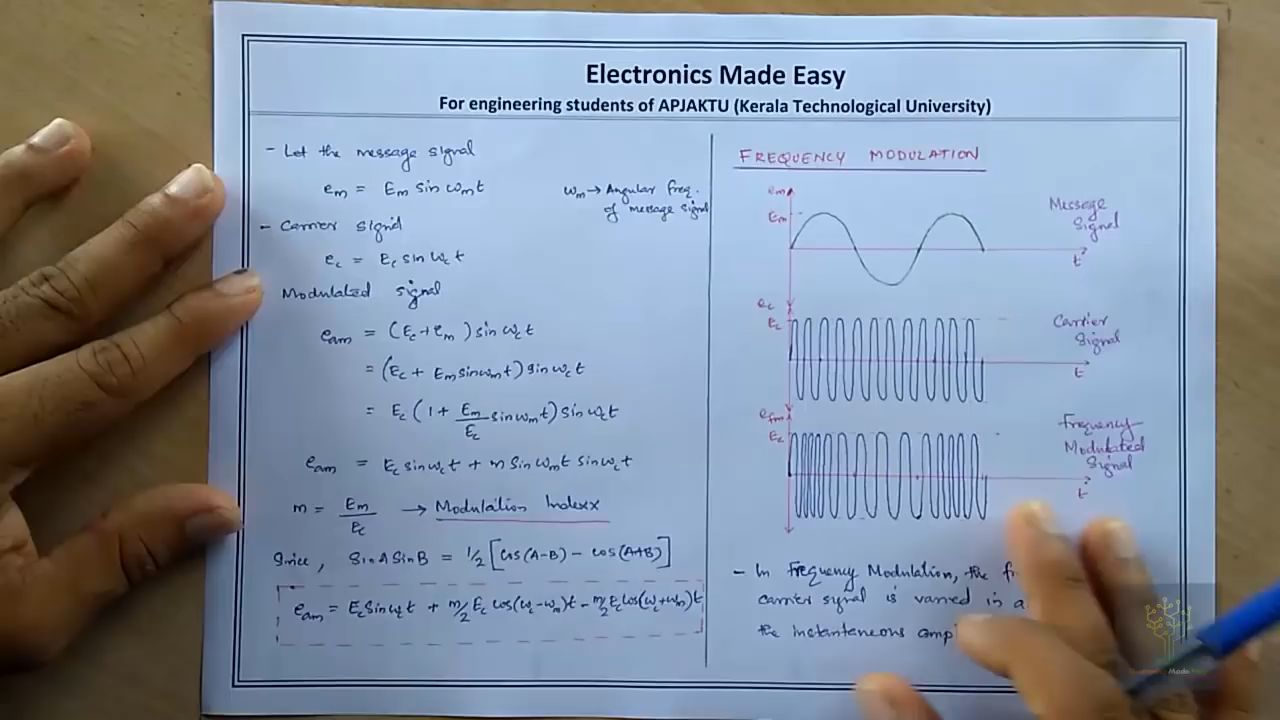 Electronics Made Easy
For engineering students of APJAKTU (Kerala Technological University)
- Let the message signal
em = Em sin ωmt
ωm → Angular freq. of message signal
- Carrier signal
ec = Ec sin ωct
Modulated signal
eam = (Ec + em) sin ωct
= (Ec + Em sin ωmt) sin ωct
= Ec (1 + Em/Ec sin ωmt) sin ωct
eam = Ec sin ωct + m sin ωmt sin ωct
m = Em/Ec → Modulation Indexx
Since, SinA SinB = 1/2 [cos(A-B) - cos(A+B)]
eam = Ec sin ωct + m/2 Ec cos(ωc-ωm)t - m/2 Ec cos(ωc+ωm)t
FREQUENCY MODULATION
em
Em
Message
Signal
t
ec
Ec
Carrier
Signal
t
efm
Ec
Frequency
Modulated
Signal
t
- In Frequency Modulation, the
carrier signal is varried in
the instantaneous
Made